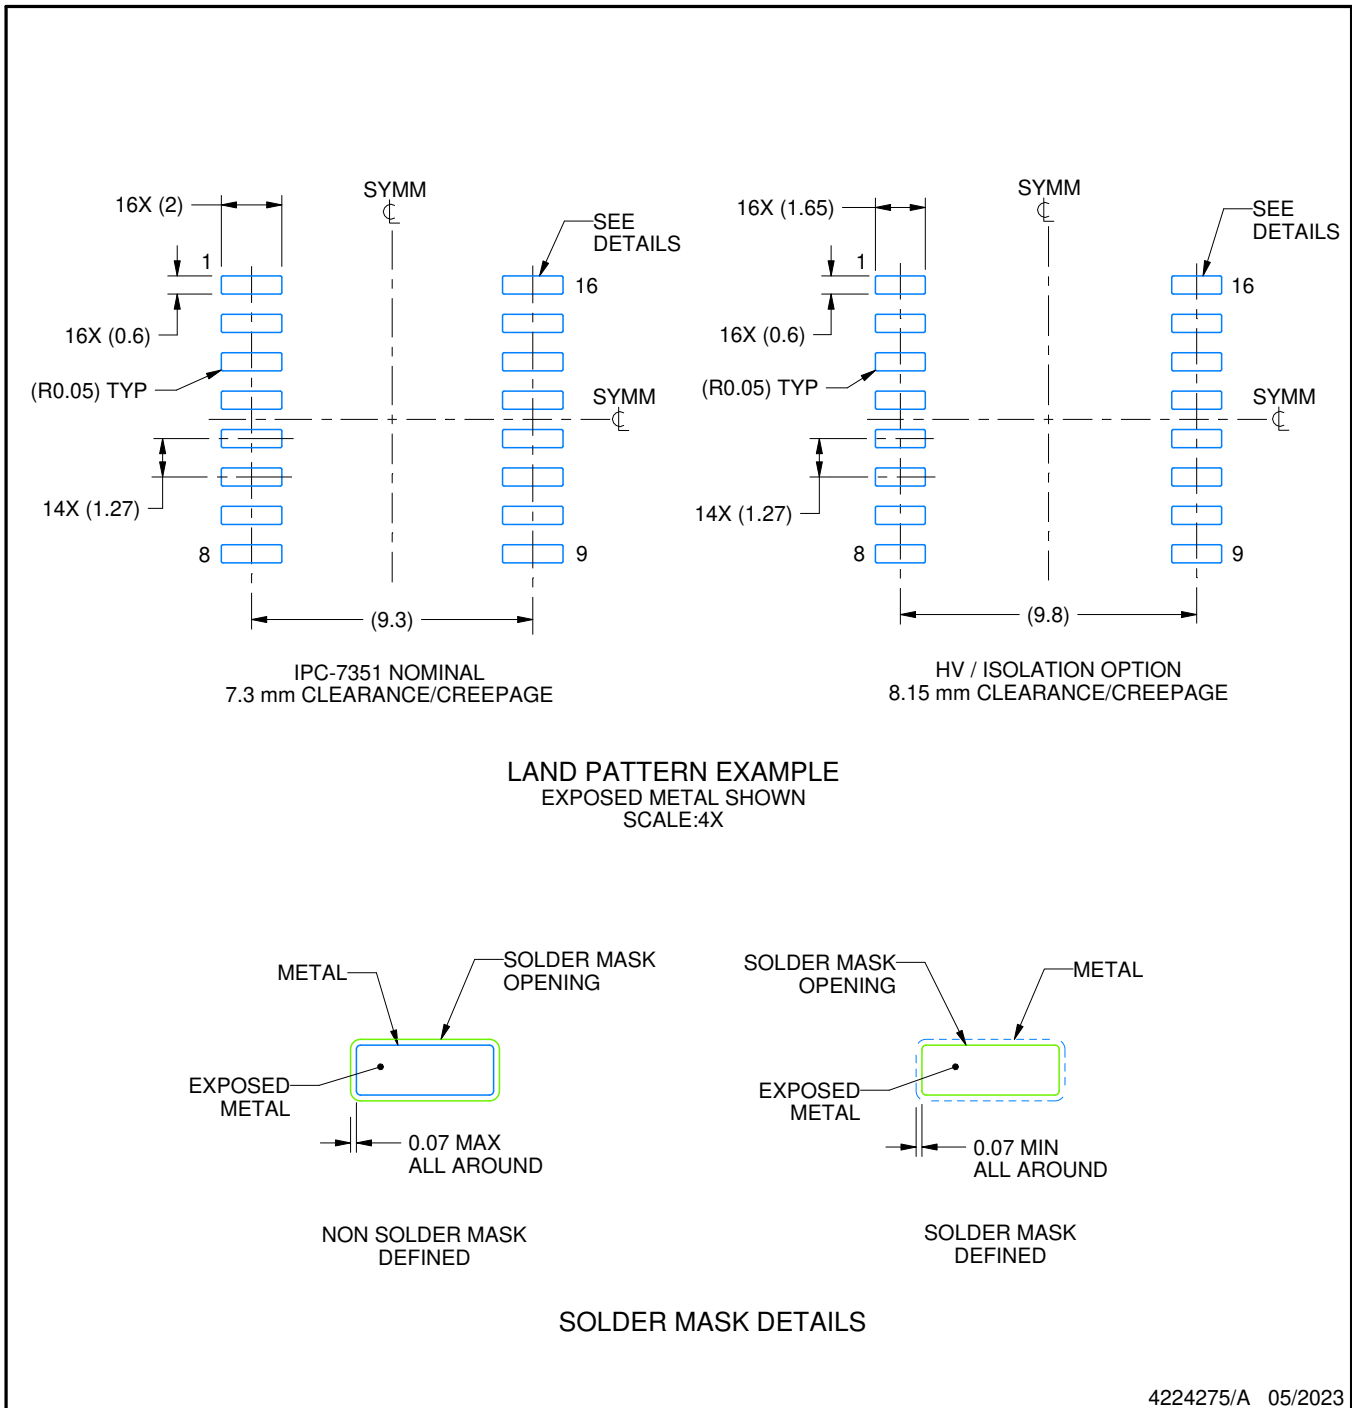 SYMM
16X (2)
SEE
DETAILS
1
16
16X (0.6)
(R0.05) TYP
SYMM
14X (1.27)
8
9
(9.3)
IPC-7351 NOMINAL
7.3 mm CLEARANCE/CREEPAGE
SYMM
16X (1.65)
SEE
DETAILS
1
16
16X (0.6)
(R0.05) TYP
SYMM
14X (1.27)
8
9
(9.8)
HV / ISOLATION OPTION
8.15 mm CLEARANCE/CREEPAGE
LAND PATTERN EXAMPLE
EXPOSED METAL SHOWN
SCALE:4X
METAL
SOLDER MASK
OPENING
EXPOSED
METAL
0.07 MAX
ALL AROUND
NON SOLDER MASK
DEFINED
SOLDER MASK
OPENING
METAL
EXPOSED
METAL
0.07 MIN
ALL AROUND
SOLDER MASK
DEFINED
SOLDER MASK DETAILS
4224275/A 05/2023